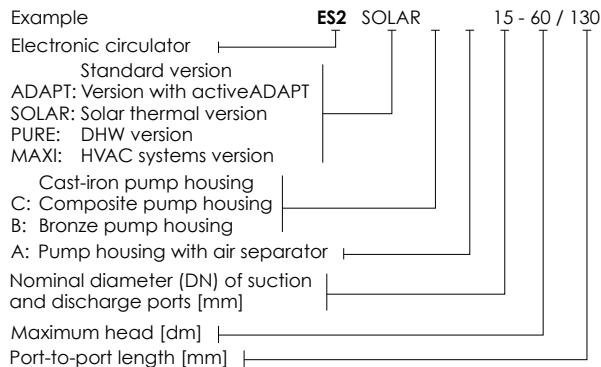 Example ES2 SOLAR 15 - 60 / 130
Electronic circulator
Standard version
ADAPT: Version with activeADAPT
SOLAR: Solar thermal version
PURE: DHW version
MAXI: HVAC systems version
Cast-iron pump housing
C: Composite pump housing
B: Bronze pump housing
A: Pump housing with air separator
Nominal diameter (DN) of suction
and discharge ports [mm]
Maximum head [dm]
Port-to-port length [mm]